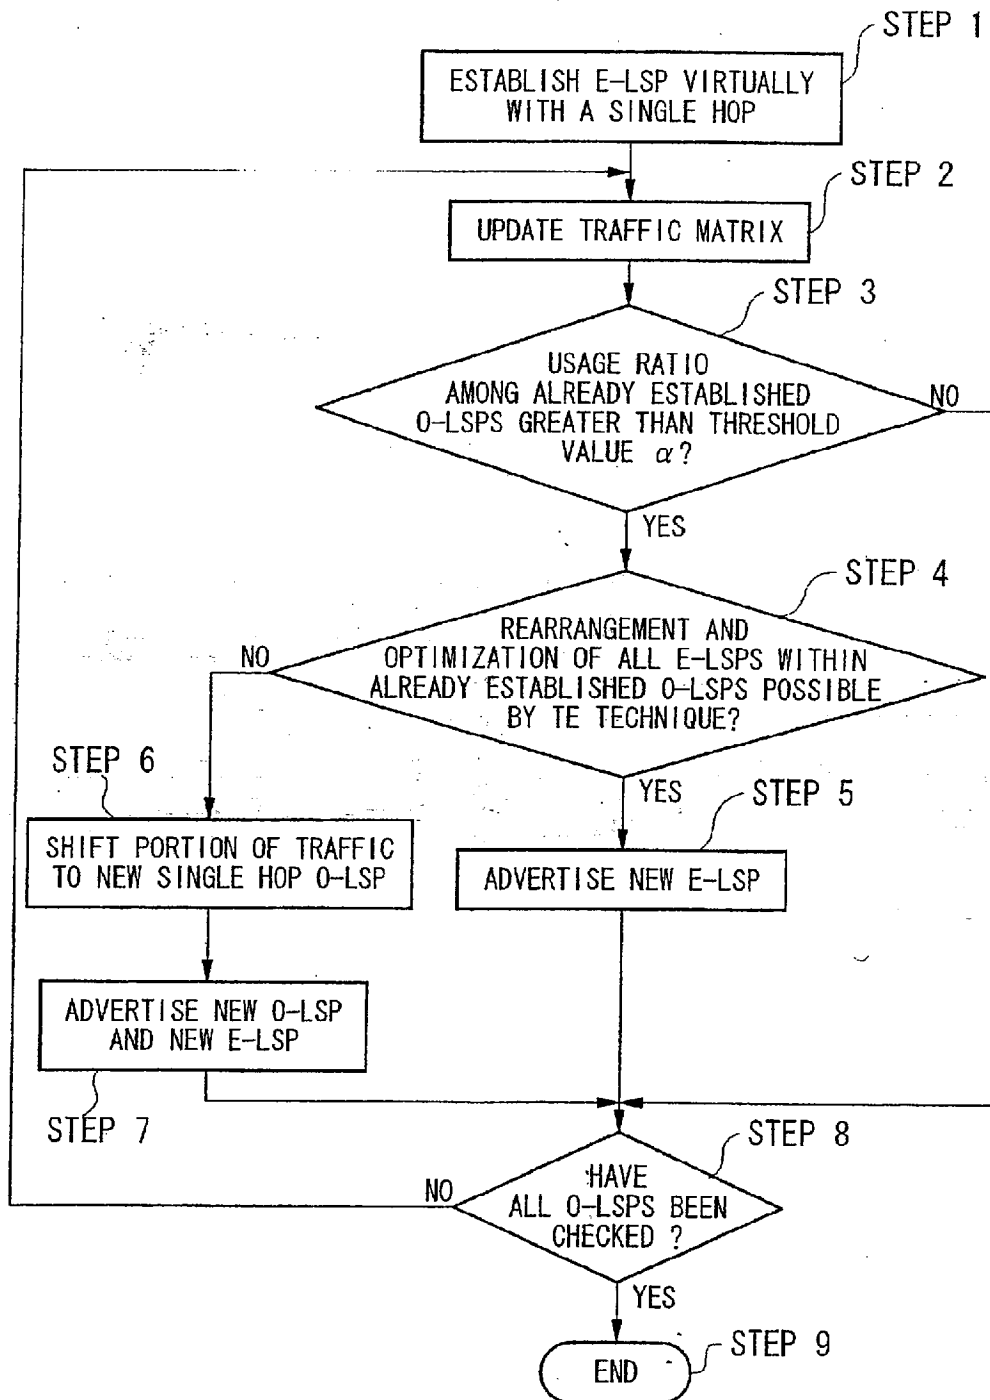 STEP 1
ESTABLISH E-LSP VIRTUALLY
WITH A SINGLE HOP
STEP 2
UPDATE TRAFFIC MATRIX
STEP 3
USAGE RATIO
AMONG ALREADY ESTABLISHED
O-LSPS GREATER THAN THRESHOLD
VALUE α?
NO
YES
STEP 4
REARRANGEMENT AND
OPTIMIZATION OF ALL E-LSPS WITHIN
ALREADY ESTABLISHED O-LSPS POSSIBLE
BY TE TECHNIQUE?
NO
YES
STEP 6
SHIFT PORTION OF TRAFFIC
TO NEW SINGLE HOP O-LSP
STEP 5
ADVERTISE NEW E-LSP
ADVERTISE NEW O-LSP
AND NEW E-LSP
STEP 7
STEP 8
HAVE
ALL O-LSPS BEEN
CHECKED ?
NO
YES
STEP 9
END